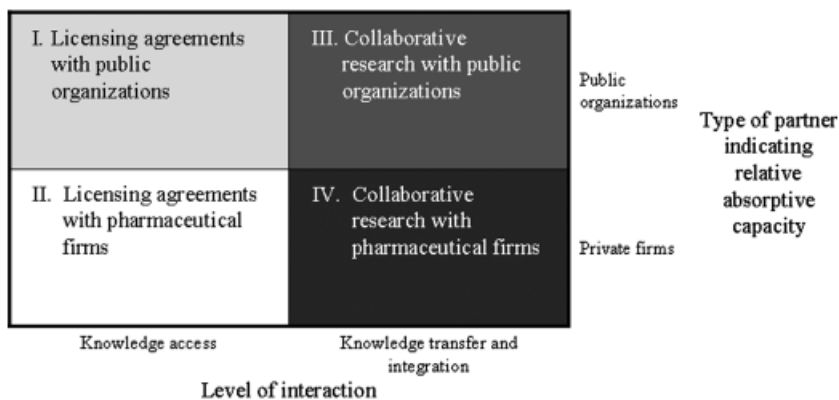 I. Licensing agreements
with public
organizations
III. Collaborative
research with public
organizations
Public
organizations
Type of partner
indicating
relative
absorptive
capacity
II. Licensing agreements
with pharmaceutical
firms
IV. Collaborative
research with
pharmaceutical firms
Private firms
Knowledge access
Knowledge transfer and
integration
Level of interaction